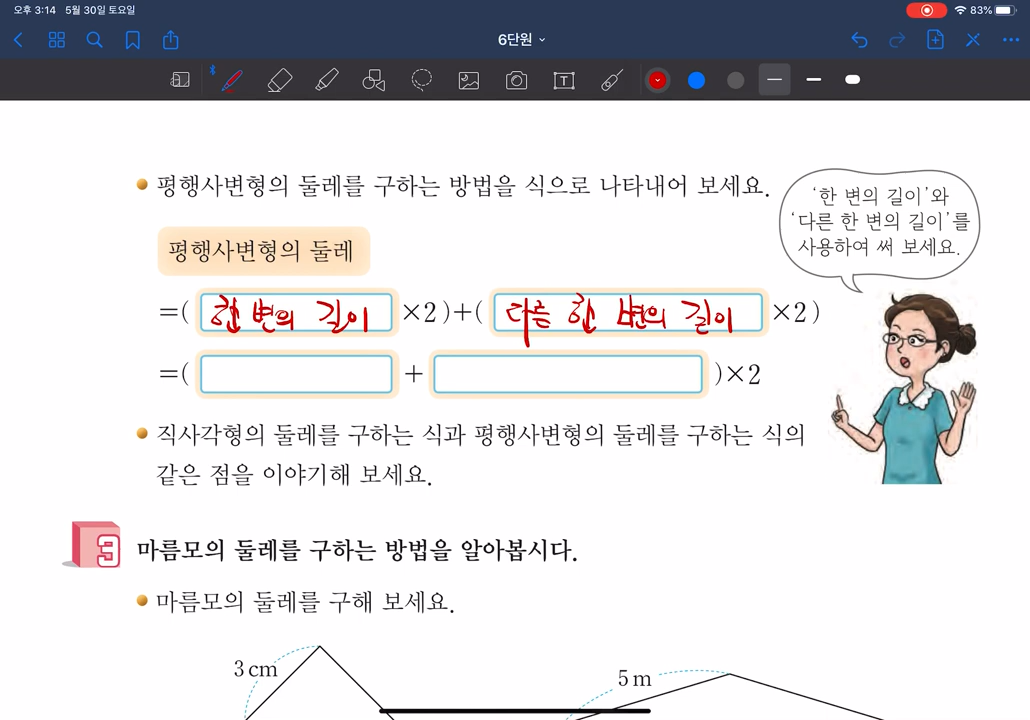 오후 3:14 5월 30일 토요일
83%
6단원
평행사변형의 둘레를 구하는 방법을 식으로 나타내어 보세요.
'한 변의 길이'와
'다른 한 변의 길이'를
사용하여 써 보세요.
평행사변형의 둘레
=( 한 변의 길이 ×2)+( 다른 한 변의 길이 ×2)
=( + )×2
직사각형의 둘레를 구하는 식과 평행사변형의 둘레를 구하는 식의
같은 점을 이야기해 보세요.
3 마름모의 둘레를 구하는 방법을 알아봅시다.
마름모의 둘레를 구해 보세요.
3 cm
5 m